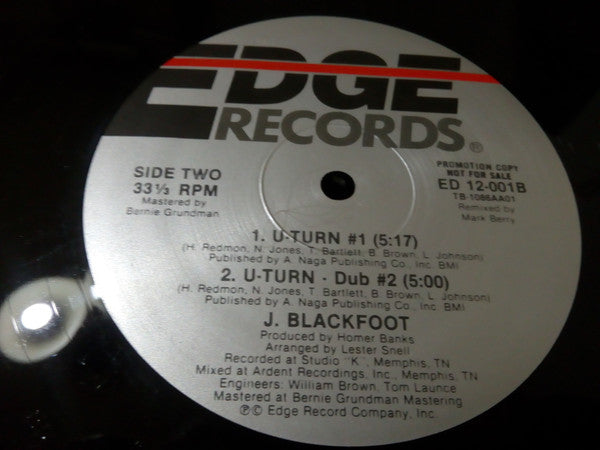 EDGE
RECORDS®
SIDE TWO
33⅓ RPM
Mastered by
Bernie Grundman
PROMOTION COPY
NOT FOR SALE
ED 12-001B
TB-1086AA01
Remixed by
Mark Berry
1. U-TURN #1 (5:17)
(H. Redmon, N. Jones, T. Bartlett, B. Brown, L. Johnson)
Published by A. Naga Publishing Co., Inc. BMI
2. U-TURN - Dub #2 (5:00)
(H. Redmon, N. Jones, T. Bartlett, B. Brown, L. Johnson)
Published by A. Naga Publishing Co., Inc. BMI
J. BLACKFOOT
Produced by Homer Banks
Arranged by Lester Snell
Recorded at Studio "K", Memphis, TN
Mixed at Ardent Recordings, Inc., Memphis, TN
Engineers: William Brown, Tom Launce
Mastered at Bernie Grundman Mastering
℗© Edge Record Company, Inc.